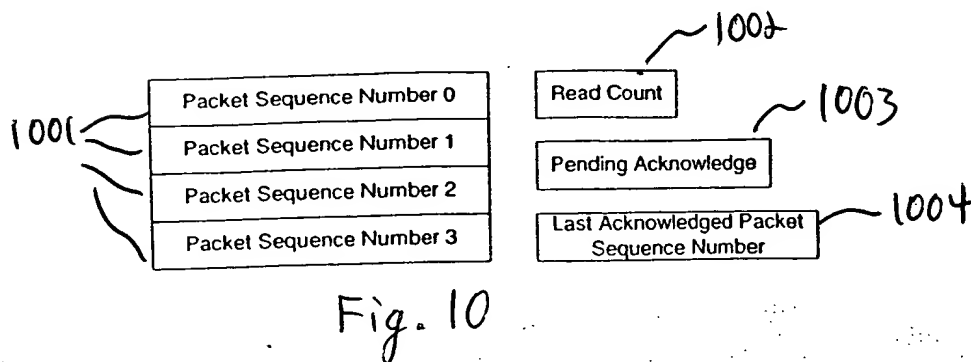 1002
Packet Sequence Number 0
Read Count
1003
1001
Packet Sequence Number 1
Pending Acknowledge
Packet Sequence Number 2
1004
Last Acknowledged Packet
Sequence Number
Packet Sequence Number 3
Fig. 10